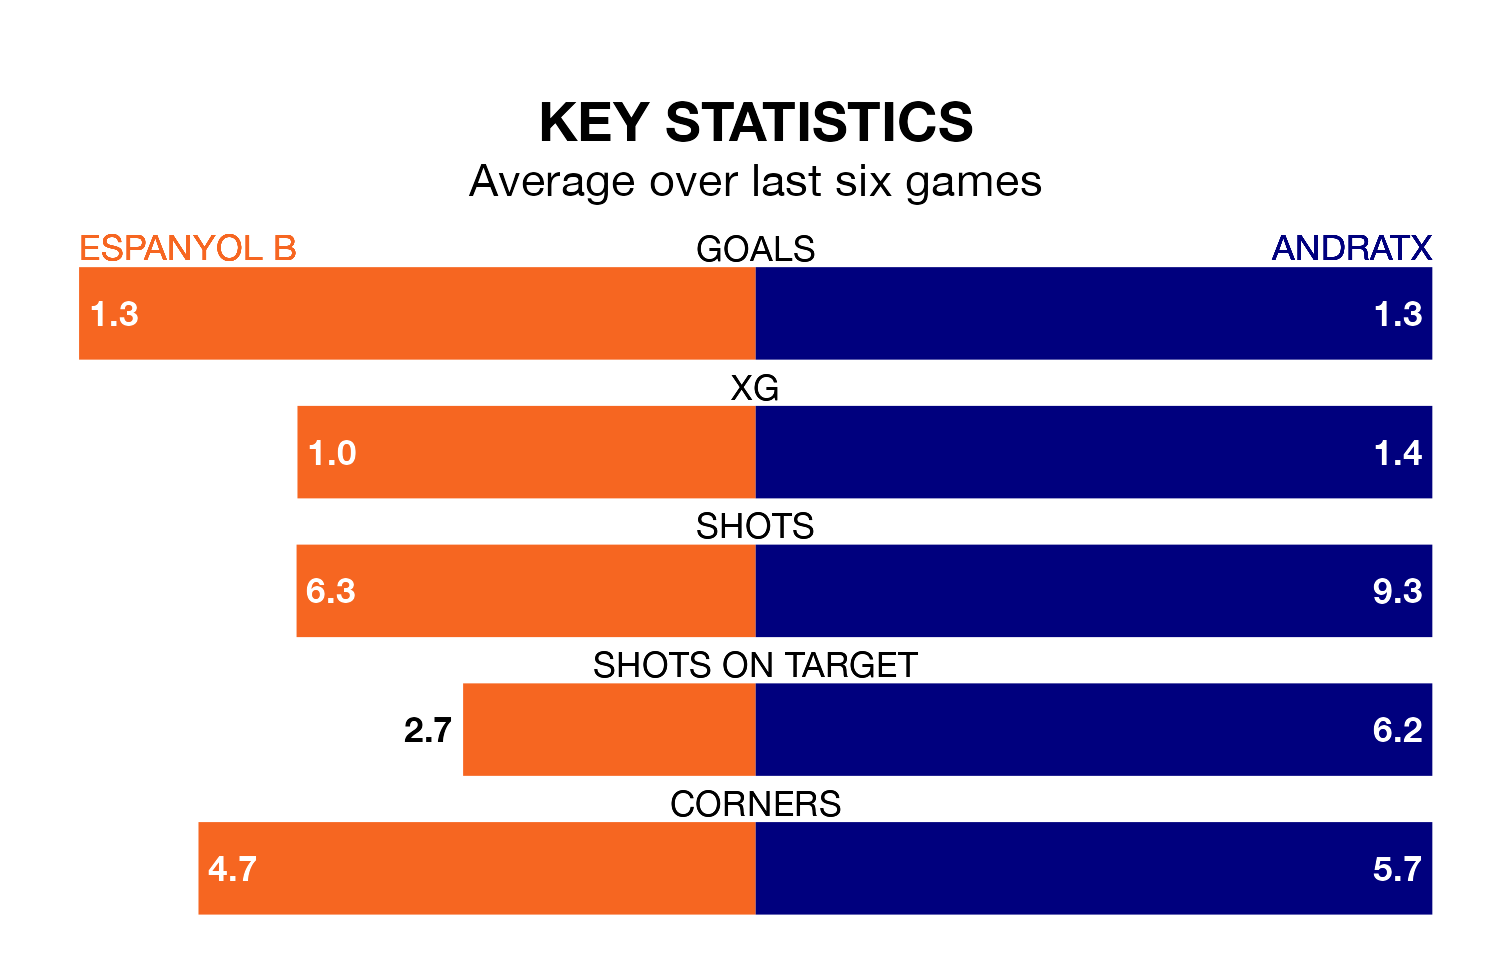 KEY STATISTICS
Average over last six games
ESPANYOL B GOALS ANDRATX
1.3 1.3
XG
1.0 1.4
SHOTS
6.3 9.3
SHOTS ON TARGET
2.7 6.2
CORNERS
4.7 5.7